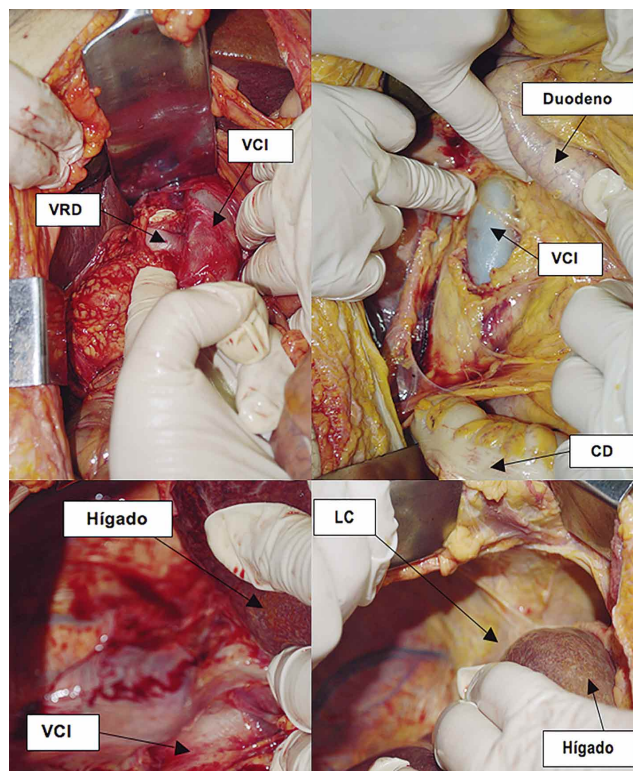 VCI
VRD
Duodeno
VCI
CD
Hígado
VCI
LC
Hígado